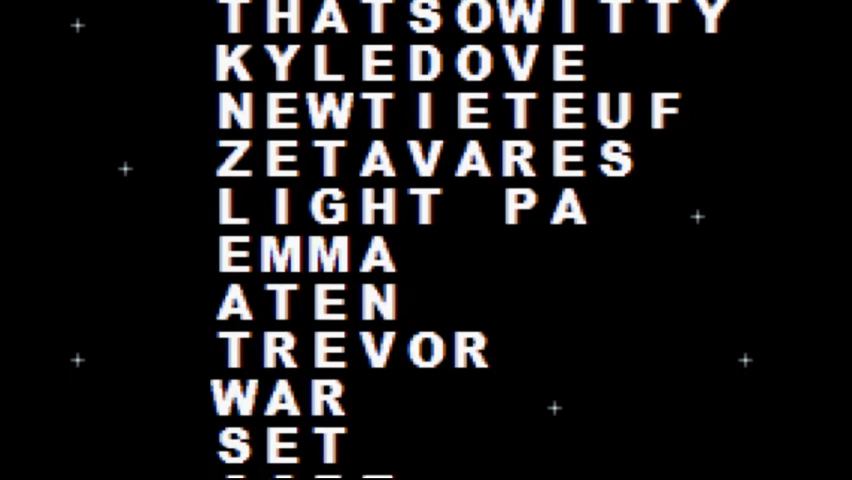 THATSOWITTY
KYLEDOVE
NEWTIETEUF
ZETAVARES
LIGHT PA
EMMA
ATEN
TREVOR
WAR
SET